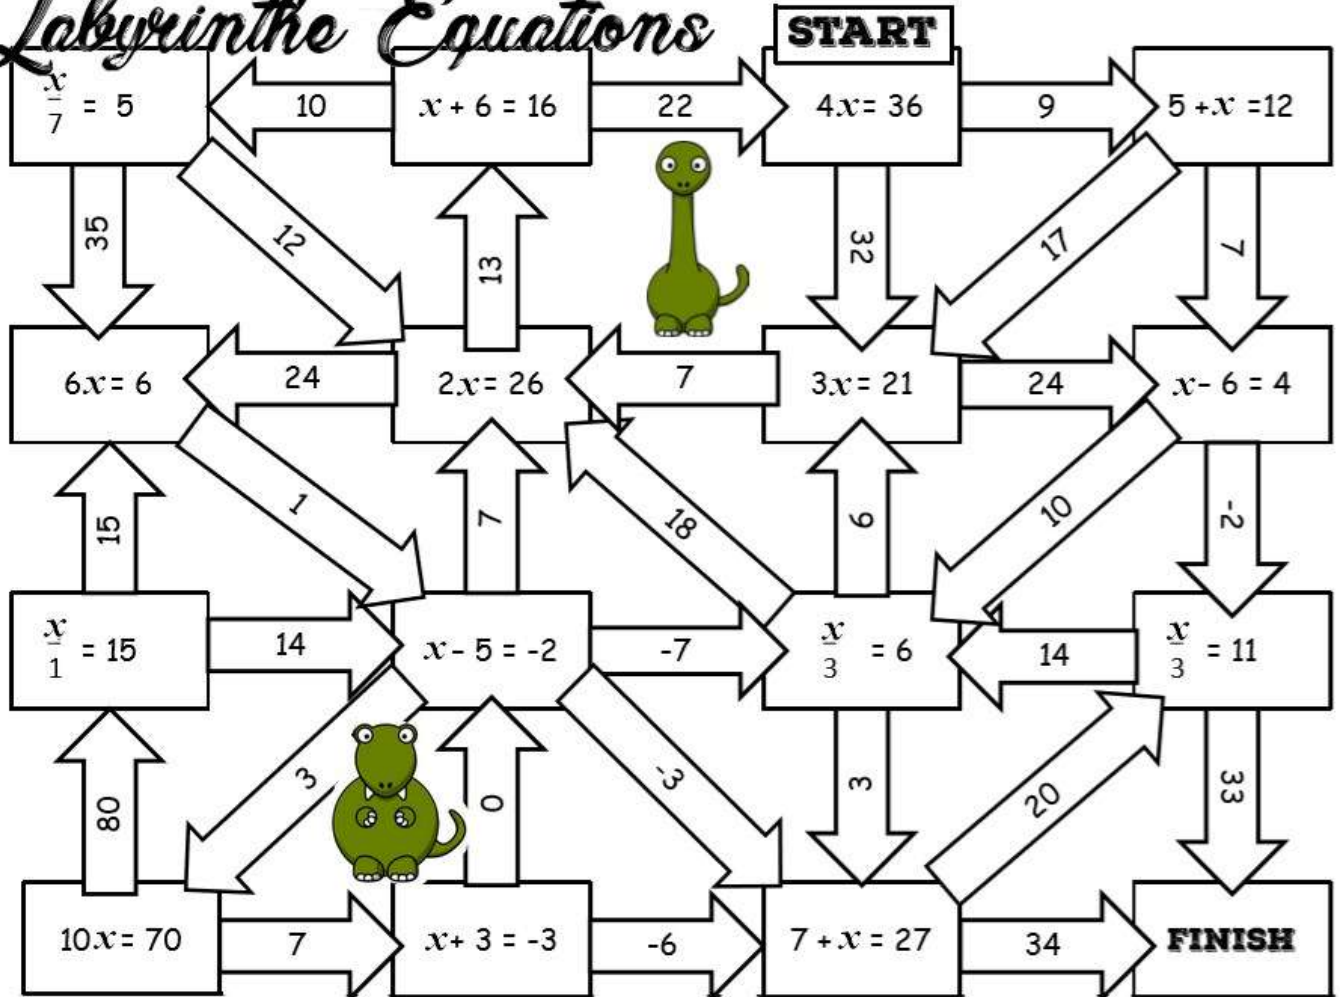 Labyrinthe Equations
START
x/7 = 5
10
x + 6 = 16
22
4x = 36
9
5 + x = 12
35
12
13
32
17
7
6x = 6
24
2x = 26
7
3x = 21
24
x - 6 = 4
15
1
7
18
9
10
-2
x/1 = 15
14
x - 5 = -2
-7
x/3 = 6
14
x/3 = 11
80
3
0
-3
3
20
33
10x = 70
7
x + 3 = -3
-6
7 + x = 27
34
FINISH